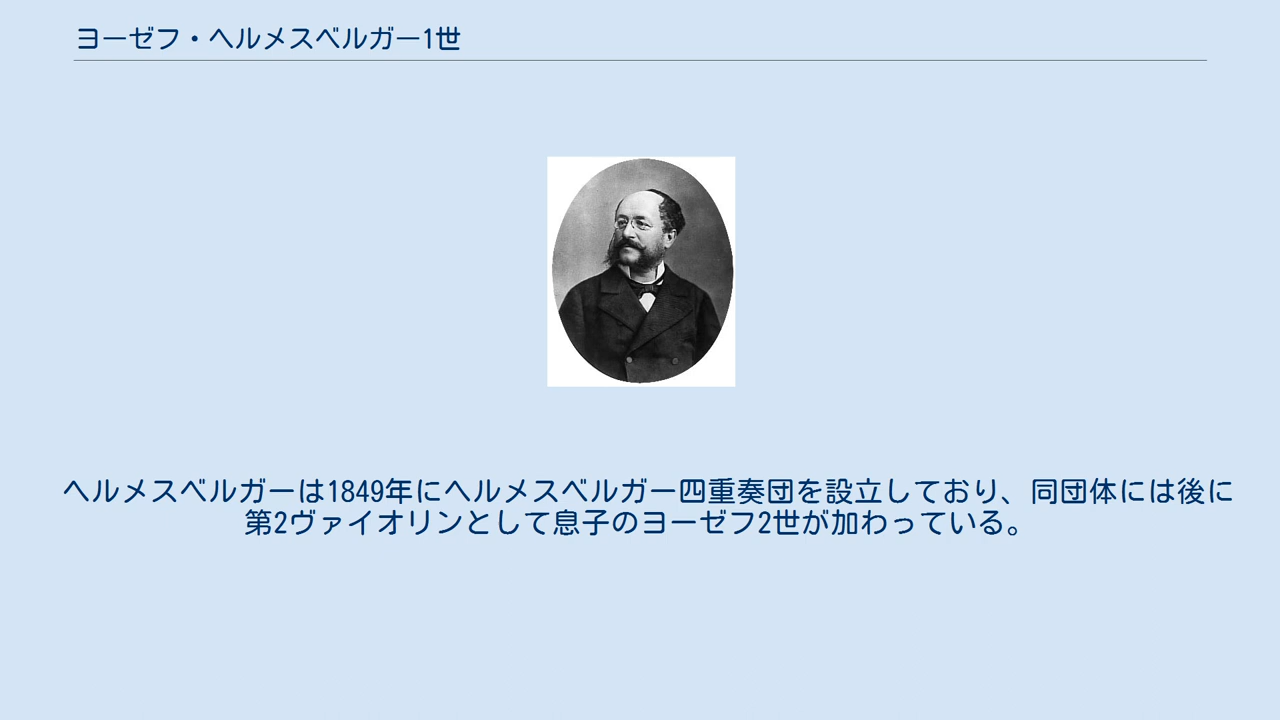 ヨーゼフ・ヘルメスベルガー1世
ヘルメスベルガーは1849年にヘルメスベルガー四重奏団を設立しており、同団体には後に
第2ヴァイオリンとして息子のヨーゼフ2世が加わっている。